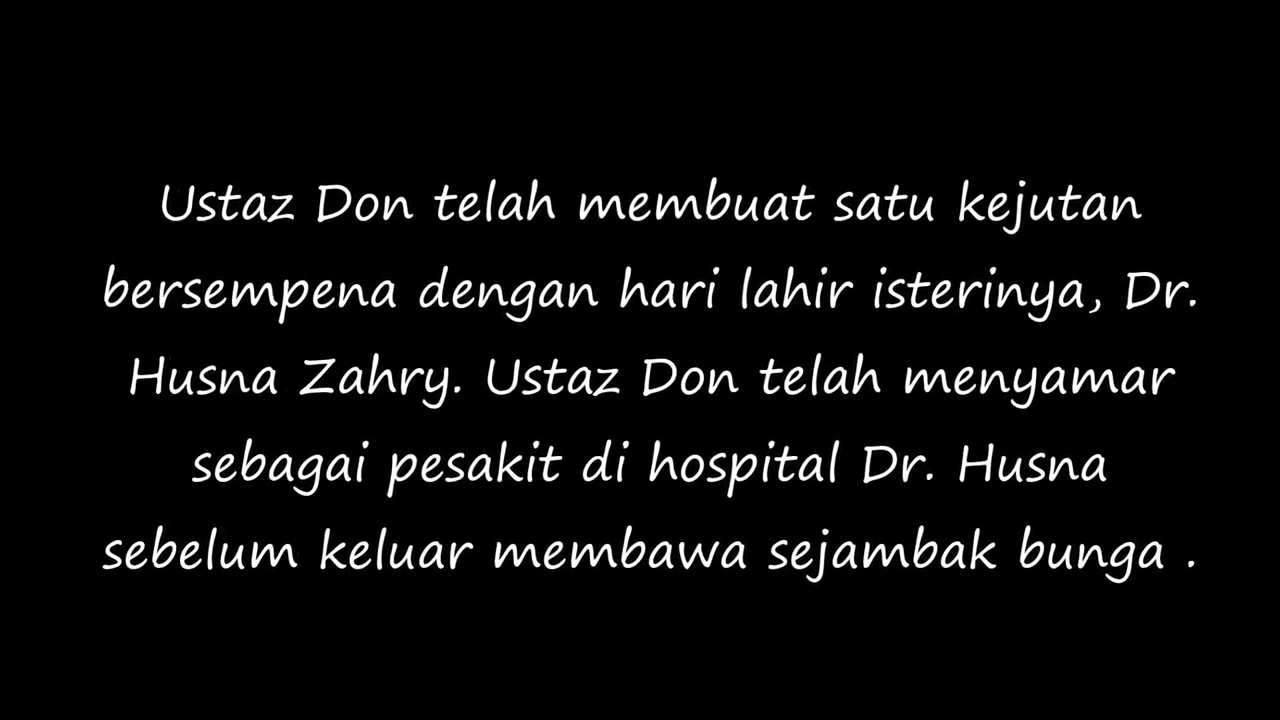 Ustaz Don telah membuat satu kejutan
bersempena dengan hari lahir isterinya, Dr.
Husna Zahry. Ustaz Don telah menyamar
sebagai pesakit di hospital Dr. Husna
sebelum keluar membawa sejambak bunga .